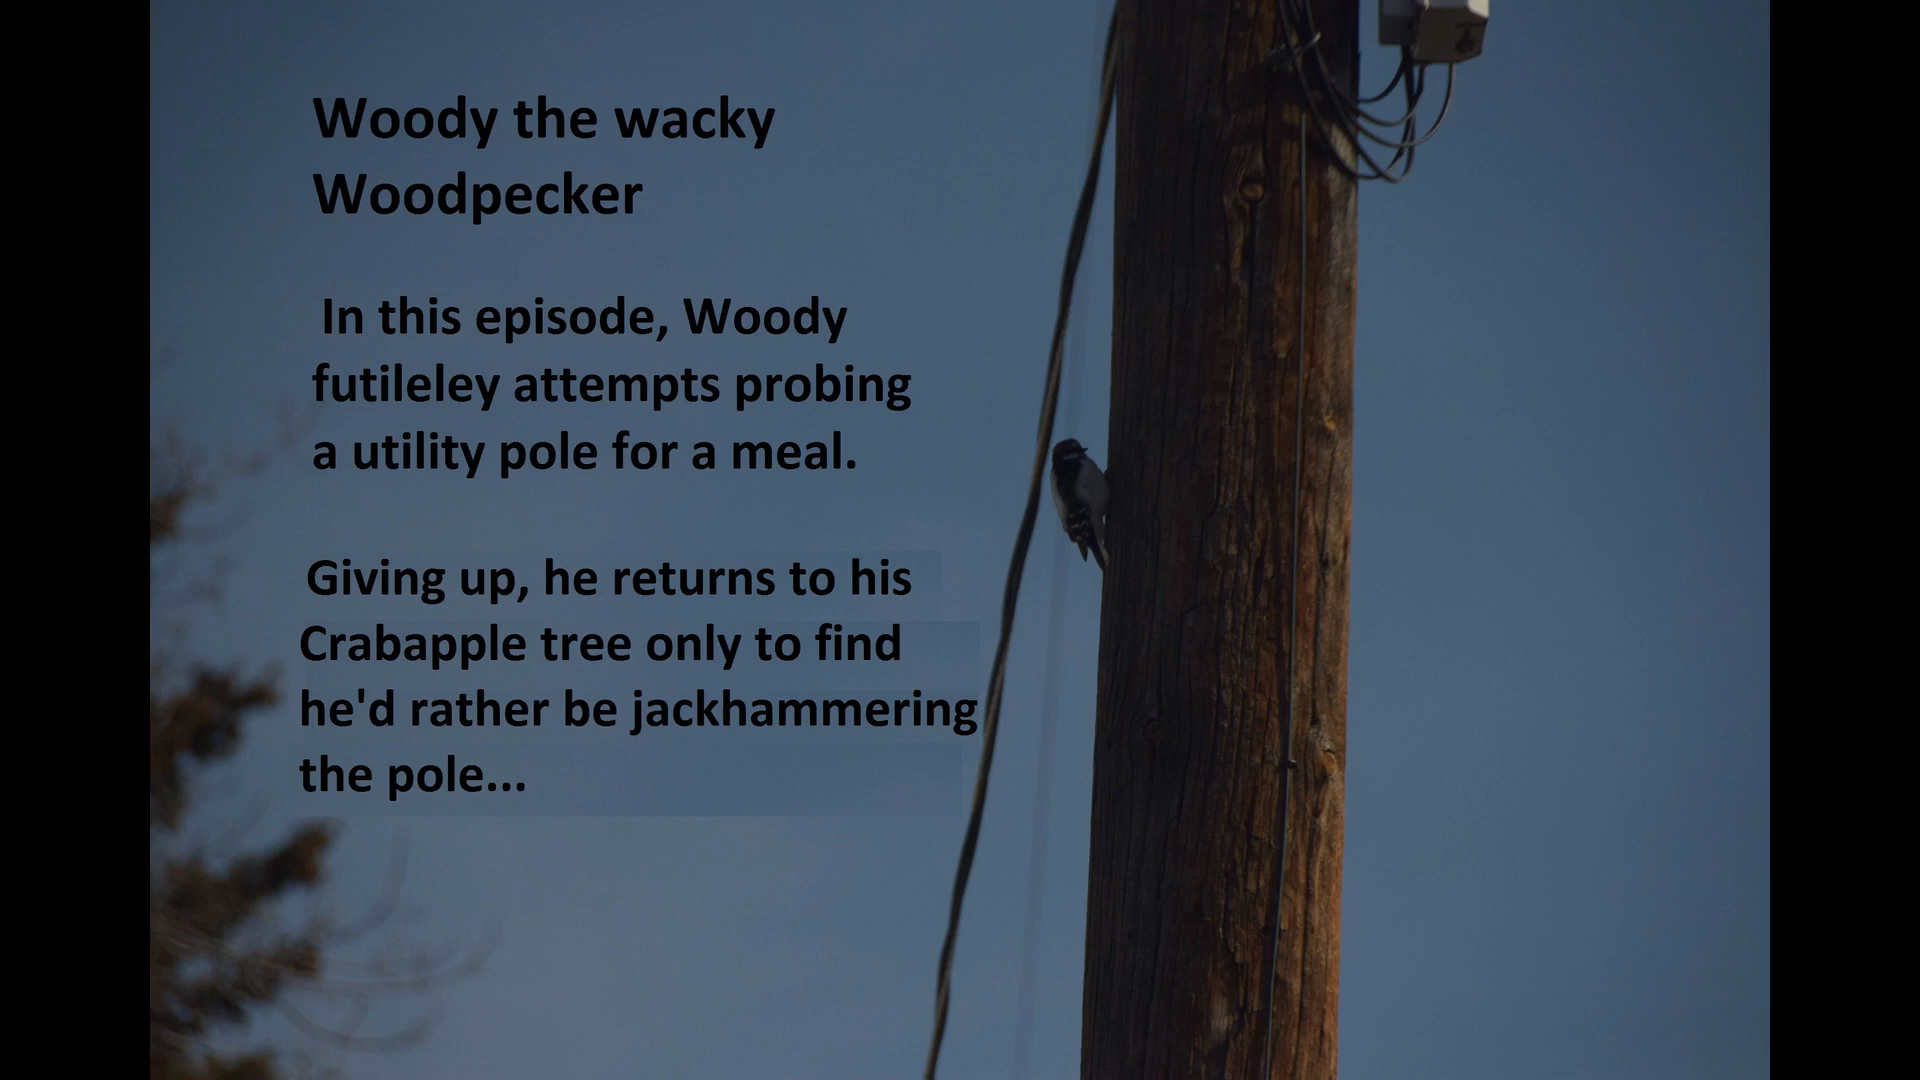 Woody the wacky
Woodpecker
In this episode, Woody
futileley attempts probing
a utility pole for a meal.
Giving up, he returns to his
Crabapple tree only to find
he'd rather be jackhammering
the pole...